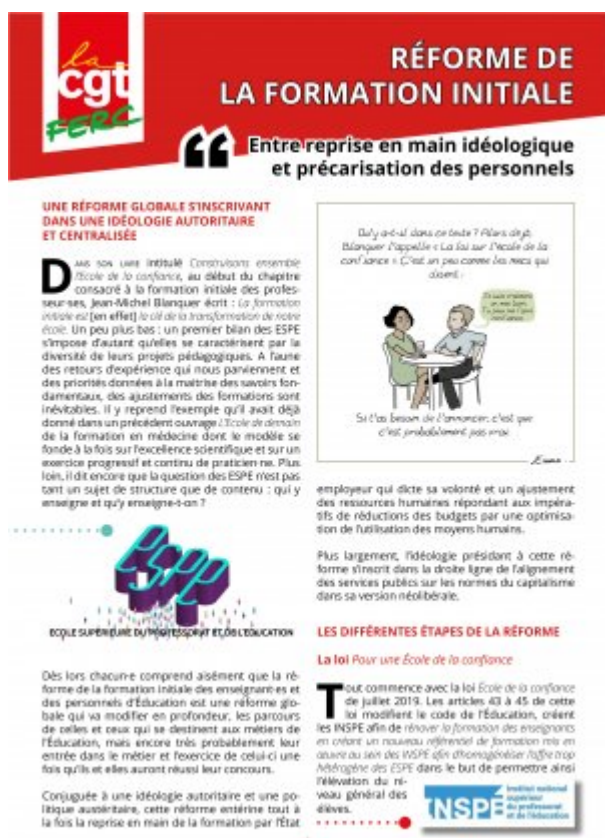 la
cgt
FERC
RÉFORME DE
LA FORMATION INITIALE
Entre reprise en main idéologique
et précarisation des personnels
UNE RÉFORME GLOBALE S'INSCRIVANT
DANS UNE IDÉOLOGIE AUTORITAIRE
ET CENTRALISÉE
DANS SON LIVRE intitulé Construisons ensemble
l'Ecole de la confiance, au début du chapitre
consacré à la formation initiale des profes-
seur·ses, Jean-Michel Blanquer écrit : La formation
initiale est [en effet] la clé de la transformation de notre
école. Un peu plus bas : un premier bilan des ESPE
s'impose d'autant qu'elles se caractérisent par la
diversité de leurs projets pédagogiques. A l'aune
des retours d'expérience qui nous parviennent et
des priorités données à la maitrise des savoirs fon-
damentaux, des ajustements des formations sont
inévitables. Il y reprend l'exemple qu'il avait déjà
donné dans un précédent ouvrage L'Ecole de demain
de la formation en médecine dont le modèle se
fonde à la fois sur l'excellence scientifique et sur un
exercice progressif et continu de praticien·ne. Plus
loin, il dit encore que la question des ESPE n'est pas
tant un sujet de structure que de contenu : qui y
enseigne et qu'y enseigne-t-on ?
espe
ECOLE SUPÉRIEURE DU PROFESSORAT ET DE L'EDUCATION
Dès lors chacun·e comprend aisément que la ré-
forme de la formation initiale des enseignant·es et
des personnels d'Éducation est une réforme glo-
bale qui va modifier en profondeur, les parcours
de celles et ceux qui se destinent aux métiers de
l'Éducation, mais encore très probablement leur
entrée dans le métier et l'exercice de celui-ci une
fois qu'ils et elles auront réussi leur concours.
Conjuguée à une idéologie autoritaire et une po-
litique austéritaire, cette réforme entérine tout à
la fois la reprise en main de la formation par l'État
Qu'y a-t-il dans ce texte ? Alors déjà,
Blanquer l'appelle « La loi sur l'école de la
confiance ». C'est un peu comme les mecs qui
disent :
Si t'as besoin de l'annoncer, c'est que
c'est probablement pas vrai.
employeur qui dicte sa volonté et un ajustement
des ressources humaines répondant aux impéra-
tifs de réductions des budgets par une optimisa-
tion de l'utilisation des moyens humains.
Plus largement, l'idéologie présidant à cette ré-
forme s'inscrit dans la droite ligne de l'alignement
des services publics sur les normes du capitalisme
dans sa version néolibérale.
LES DIFFÉRENTES ÉTAPES DE LA RÉFORME
La loi Pour une École de la confiance
Tout commence avec la loi École de la confiance
de juillet 2019. Les articles 43 à 45 de cette
loi modifient le code de l'Éducation, créent
les INSPE afin de rénover la formation des enseignants
en créant un nouveau référentiel de formation mis en
œuvre au sein des INSPE afin d'homogénéiser l'offre trop
hétérogène des ESPE dans le but de permettre ainsi
l'élévation du ni-
veau général des
élèves.
INSPÉ
Institut national
supérieur
du professorat
et de l'éducation